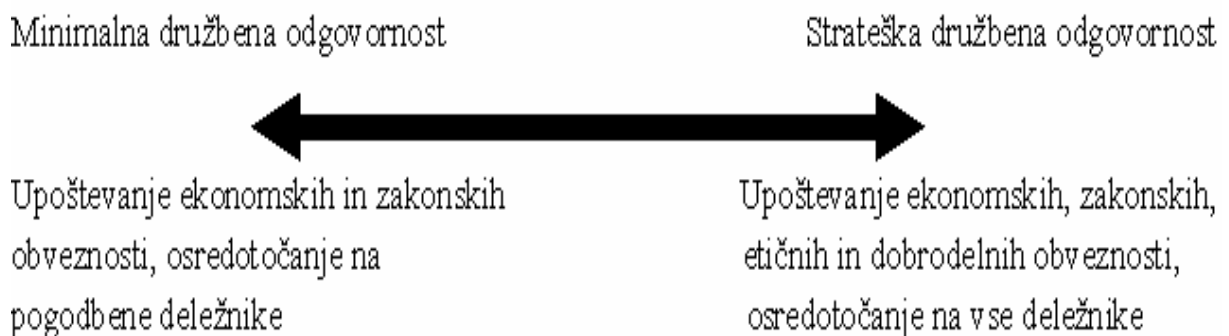 Minimalna družbena odgovornost
Strateška družbena odgovornost
Upoštevanje ekonomskih in zakonskih
obveznosti, osredotočanje na
pogodbene deležnike
Upoštevanje ekonomskih, zakonskih,
etičnih in dobrodelnih obveznosti,
osredotočanje na vse deležnike